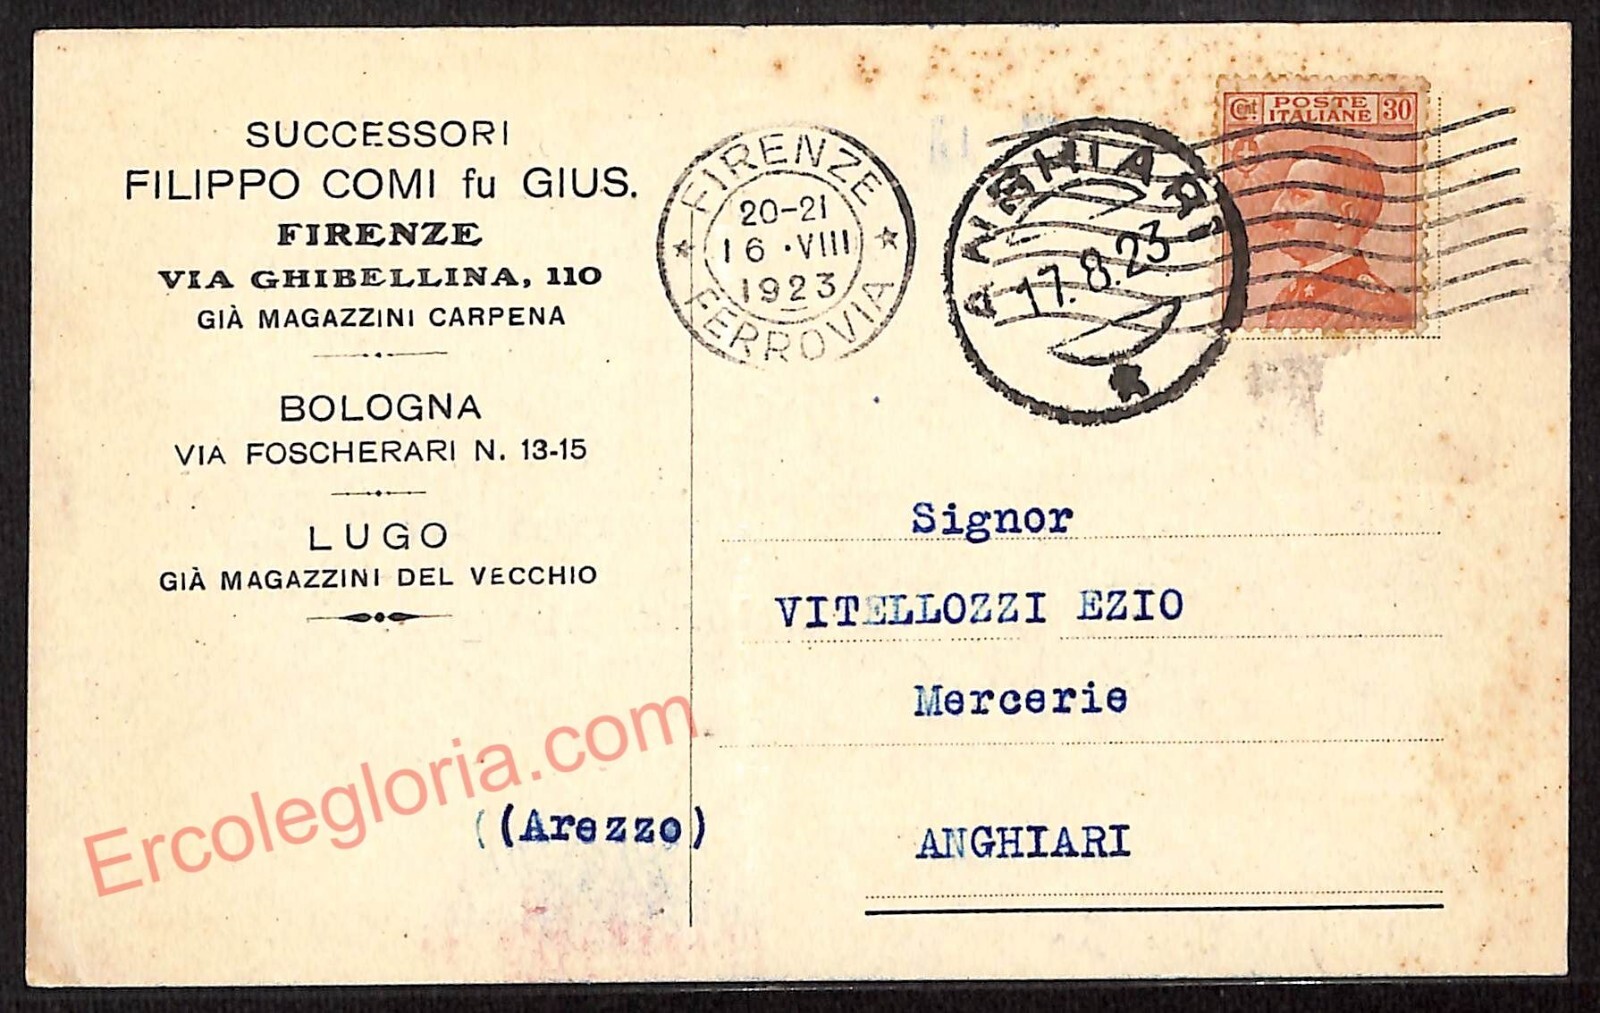 SUCCESSORI
FILIPPO COMI fu GIUS.
FIRENZE
VIA GHIBELLINA, 110
GIÀ MAGAZZINI CARPENA
BOLOGNA
VIA FOSCHERARI N. 13-15
LUGO
GIÀ MAGAZZINI DEL VECCHIO
FIRENZE
20-21
16 ·VIII
1923
FERROVIA
ANGHIARI
17.8.23
Cent POSTE ITALIANE 30
Signor
VITELLOZZI EZIO
Mercerie
((Arezzo) ANGHIARI
Ercolegloria.com